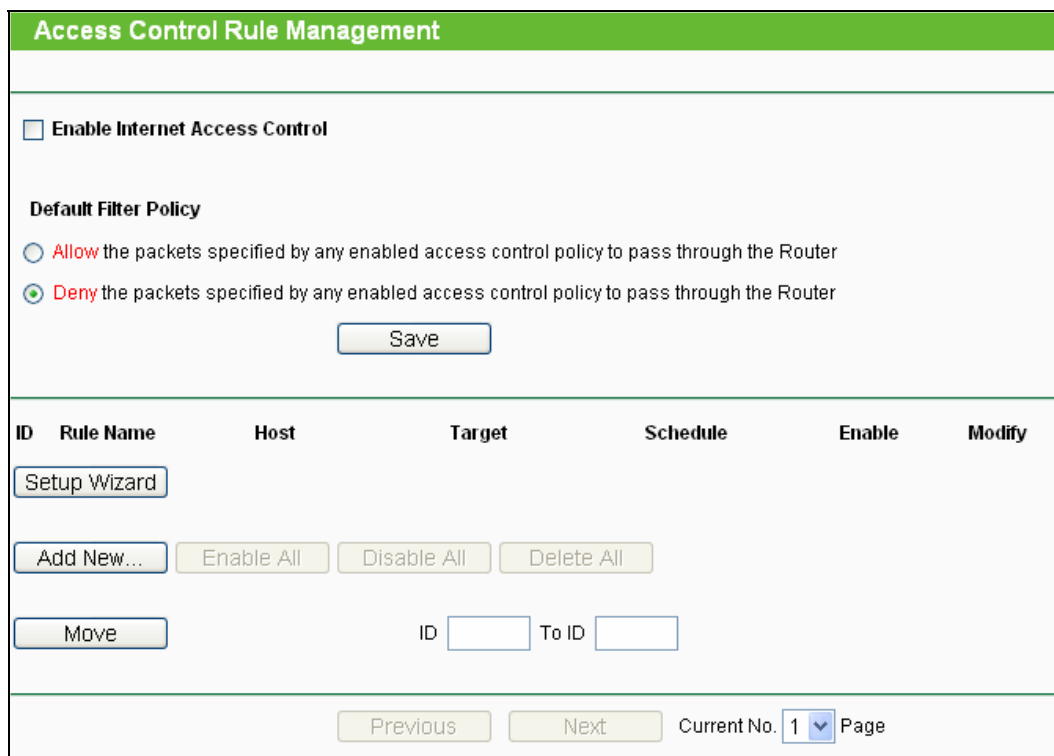 Access Control Rule Management
Enable Internet Access Control
Default Filter Policy
Allow the packets specified by any enabled access control policy to pass through the Router
Deny the packets specified by any enabled access control policy to pass through the Router
Save
ID Rule Name Host Target Schedule Enable Modify
Setup Wizard
Add New... Enable All Disable All Delete All
Move ID To ID
Previous Next Current No. 1 Page